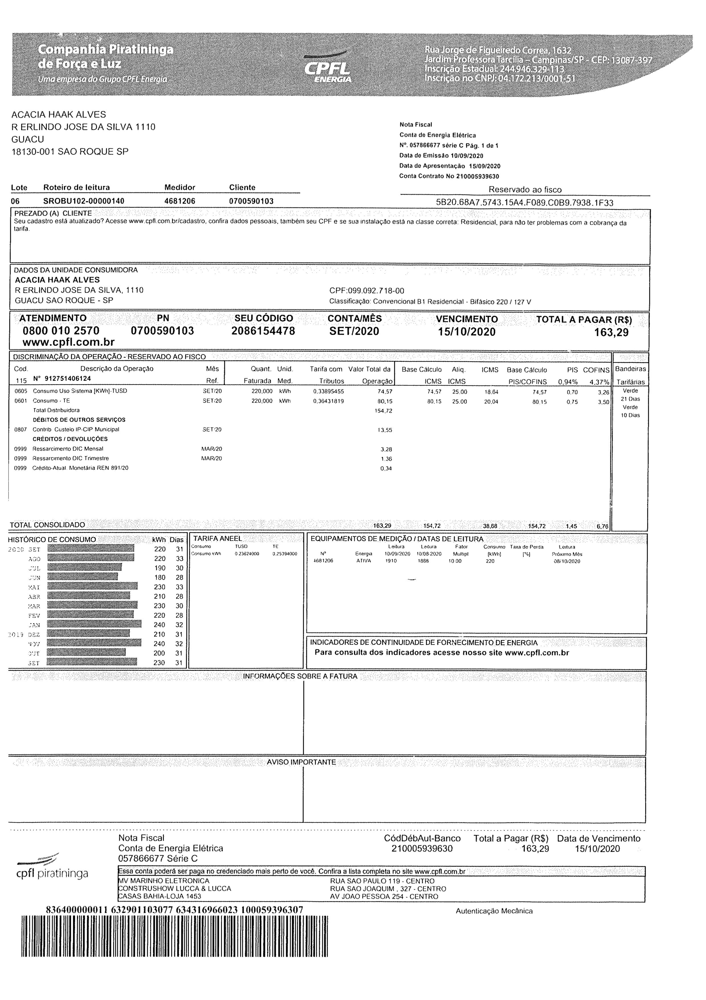 Companhia Piratininga
de Força e Luz
Uma empresa do Grupo CPFL Energia
CPFL
ENERGIA
Rua Jorge de Figueiredo Correa, 1632
Jardim Professora Tarcília – Campinas/SP - CEP: 13087-397
Inscrição Estadual: 244.946.329-113
Inscrição no CNPJ: 04.172.213/0001-51
ACACIA HAAK ALVES
R ERLINDO JOSE DA SILVA 1110
GUACU
18130-001 SAO ROQUE SP
Nota Fiscal
Conta de Energia Elétrica
Nº. 057866677 série C Pág. 1 de 1
Data de Emissão 10/09/2020
Data de Apresentação 15/09/2020
Conta Contrato No 210005939630
Lote Roteiro de leitura Medidor Cliente
06 SROBU102-00000140 4681206 0700590103
Reservado ao fisco
5B20.68A7.5743.15A4.F089.C0B9.7938.1F33
PREZADO (A) CLIENTE
Seu cadastro está atualizado? Acesse www.cpfl.com.br/cadastro, confira dados pessoais, também seu CPF e se sua instalação está na classe correta: Residencial, para não ter problemas com a cobrança da
tarifa.
DADOS DA UNIDADE CONSUMIDORA
ACACIA HAAK ALVES
R ERLINDO JOSE DA SILVA, 1110 CPF:099.092.718-00
GUACU SAO ROQUE - SP Classificação: Convencional B1 Residencial - Bifásico 220 / 127 V
ATENDIMENTO PN SEU CÓDIGO CONTA/MÊS VENCIMENTO TOTAL A PAGAR (R$)
0800 010 2570 0700590103 2086154478 SET/2020 15/10/2020 163,29
www.cpfl.com.br
DISCRIMINAÇÃO DA OPERAÇÃO - RESERVADO AO FISCO
Cod. Descrição da Operação Mês Quant. Unid. Tarifa com Valor Total da Base Cálculo Aliq. ICMS Base Cálculo PIS COFINS Bandeiras
115 Nº 912751406124 Ref. Faturada Med. Tributos Operação ICMS ICMS PIS/COFINS 0,94% 4,37% Tarifárias
0605 Consumo Uso Sistema [KWh]-TUSD SET/20 220,000 kWh 0,33895455 74,57 74,57 25.00 18.64 74,57 0.70 3,26 Verde
21 Dias
0601 Consumo - TE SET/20 220,000 kWh 0,36431819 80,15 80.15 25.00 20.04 80.15 0.75 3,50
Verde
10 Dias
Total Distribuidora 154,72
DÉBITOS DE OUTROS SERVIÇOS
0807 Contrib Custeio IP-CIP Municipal SET/20 13,55
CRÉDITOS / DEVOLUÇÕES
0999 Ressarcimento DIC Mensal MAR/20 3.28
0999 Ressarcimento DIC Trimestre MAR/20 1.36
0999 Crédito-Atual. Monetária REN 891/20 0,34
TOTAL CONSOLIDADO 163,29 154,72 38,68 154,72 1,45 6,76
HISTÓRICO DE CONSUMO kWh Dias
2020 SET 220 31
AGO 220 33
JUL 190 30
JUN 180 28
MAI 230 33
ABR 210 28
MAR 230 30
FEV 220 28
JAN 240 32
2019 DEZ 210 31
NOV 240 32
OUT 200 31
SET 230 31
TARIFA ANEEL
Consumo TUSD TE
Consumo kWh 0 23624000 0.25394000
EQUIPAMENTOS DE MEDIÇÃO / DATAS DE LEITURA
Leitura Leitura Fator Consumo Taxa de Perda Leitura
Nº Energia 10/09/2020 10/08/2020 Multipl [kWh] [%] Próximo Mês
4681206 ATIVA 1910 1888 10 00 220 08/10/2020
INDICADORES DE CONTINUIDADE DE FORNECIMENTO DE ENERGIA
Para consulta dos indicadores acesse nosso site www.cpfl.com.br
INFORMAÇÕES SOBRE A FATURA
AVISO IMPORTANTE
Nota Fiscal
Conta de Energia Elétrica
057866677 Série C
CódDébAut-Banco Total a Pagar (R$) Data de Vencimento
210005939630 163,29 15/10/2020
cpfl piratininga
Essa conta poderá ser paga no credenciado mais perto de você. Confira a lista completa no site www.cpfl.com.br
MV MARINHO ELETRONICA RUA SAO PAULO 119 - CENTRO
CONSTRUSHOW LUCCA & LUCCA RUA SAO JOAQUIM , 327 - CENTRO
CASAS BAHIA-LOJA 1453 AV JOAO PESSOA 254 - CENTRO
836400000011 632901103077 634316966023 100059396307
Autenticação Mecânica